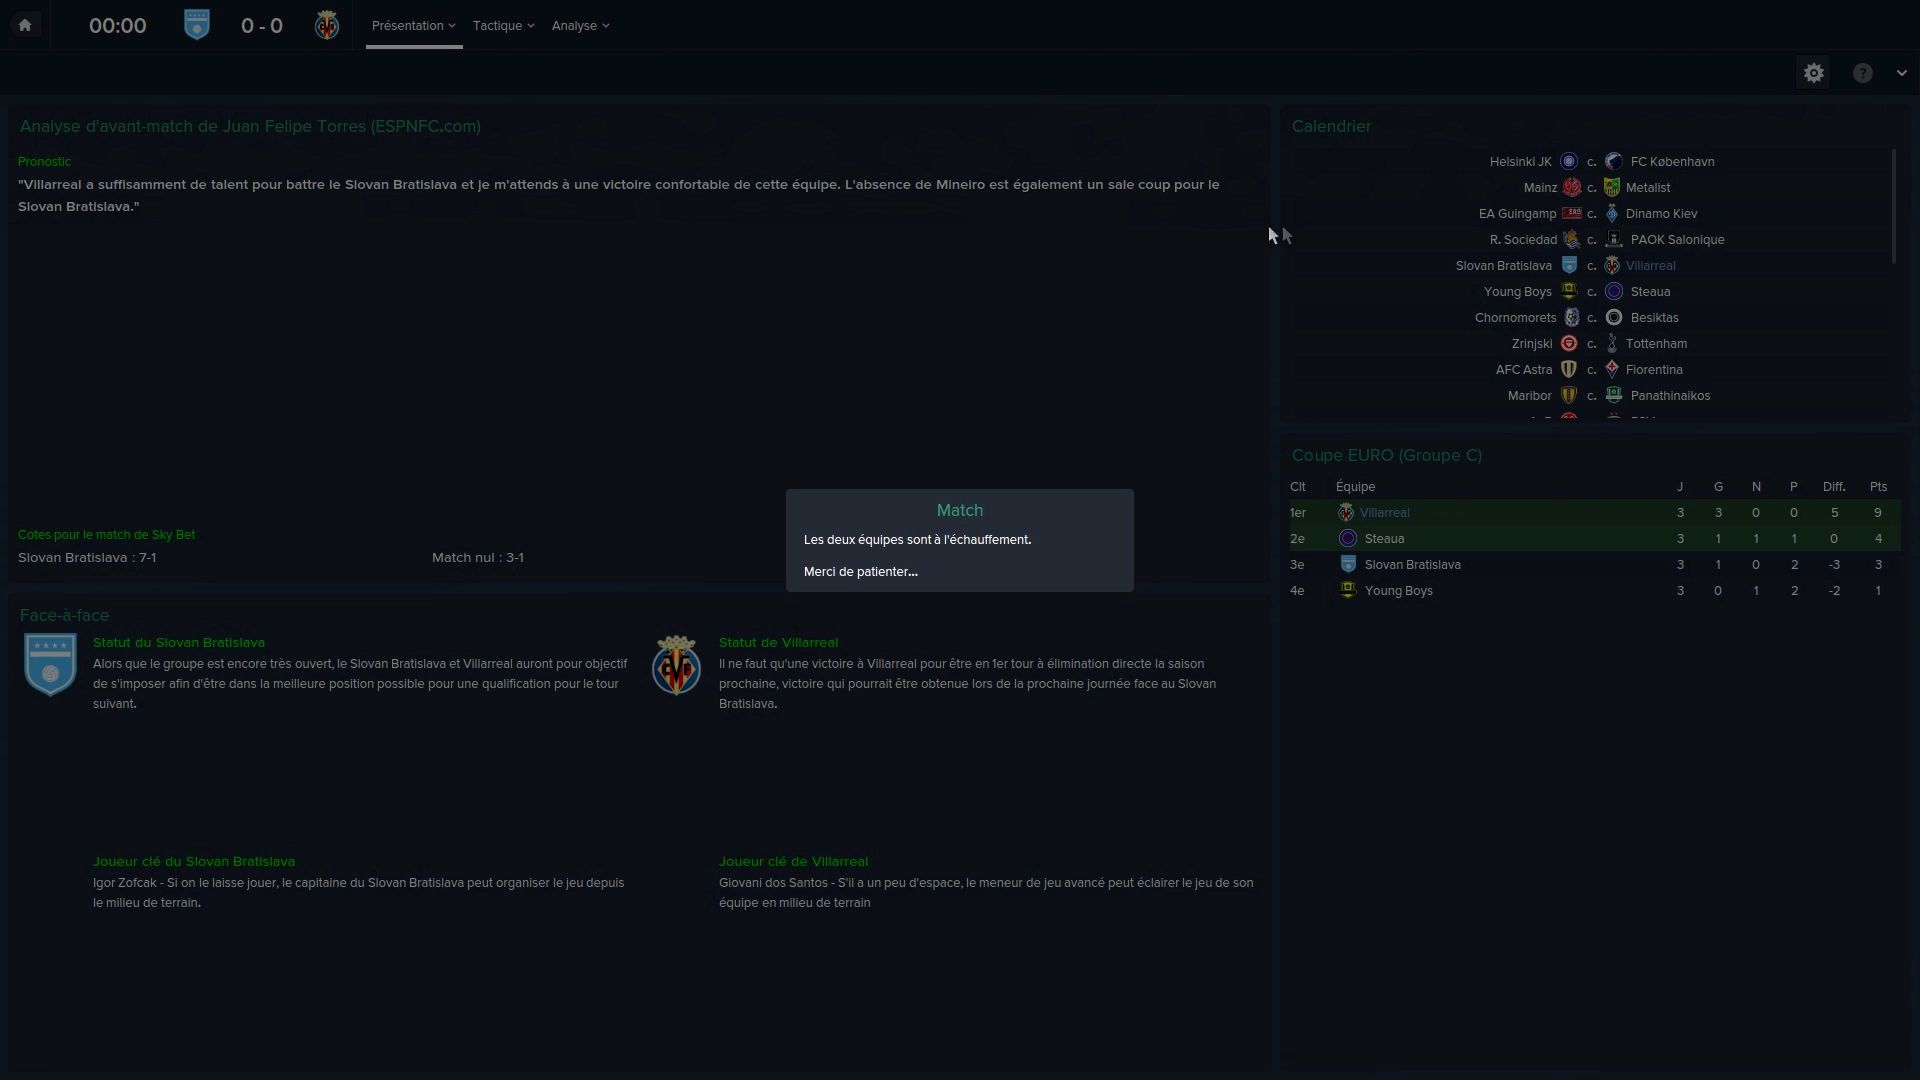 00:00
0 - 0
Présentation
Tactique
Analyse
?
Analyse d'avant-match de Juan Felipe Torres (ESPNFC.com)
Pronostic
"Villarreal a suffisamment de talent pour battre le Slovan Bratislava et je m'attends à une victoire confortable de cette équipe. L'absence de Mineiro est également un sale coup pour le
Slovan Bratislava."
Cotes pour le match de Sky Bet
Slovan Bratislava : 7-1
Match nul : 3-1
Match
Les deux équipes sont à l'échauffement.
Merci de patienter...
Calendrier
Helsinki JK c. FC København
Mainz c. Metalist
EA Guingamp c. Dinamo Kiev
R. Sociedad c. PAOK Salonique
Slovan Bratislava c. Villarreal
Young Boys c. Steaua
Chornomorets c. Besiktas
Zrinjski c. Tottenham
AFC Astra c. Fiorentina
Maribor c. Panathinaikos
Coupe EURO (Groupe C)
Clt Équipe J G N P Diff. Pts
1er Villarreal 3 3 0 0 5 9
2e Steaua 3 1 1 1 0 4
3e Slovan Bratislava 3 1 0 2 -3 3
4e Young Boys 3 0 1 2 -2 1
Face-à-face
Statut du Slovan Bratislava
Alors que le groupe est encore très ouvert, le Slovan Bratislava et Villarreal auront pour objectif
de s'imposer afin d'être dans la meilleure position possible pour une qualification pour le tour
suivant.
Statut de Villarreal
Il ne faut qu'une victoire à Villarreal pour être en 1er tour à élimination directe la saison
prochaine, victoire qui pourrait être obtenue lors de la prochaine journée face au Slovan
Bratislava.
Joueur clé du Slovan Bratislava
Igor Zofcak - Si on le laisse jouer, le capitaine du Slovan Bratislava peut organiser le jeu depuis
le milieu de terrain.
Joueur clé de Villarreal
Giovani dos Santos - S'il a un peu d'espace, le meneur de jeu avancé peut éclairer le jeu de son
équipe en milieu de terrain